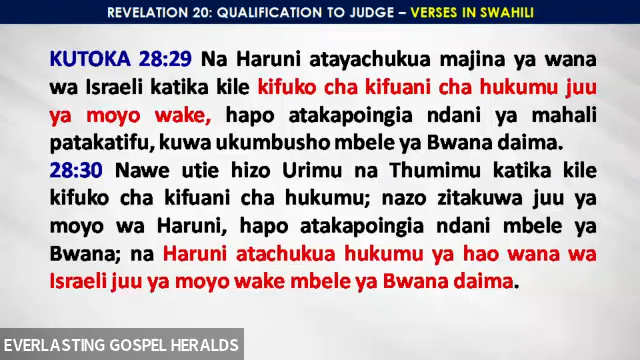 REVELATION 20: QUALIFICATION TO JUDGE – VERSES IN SWAHILI
KUTOKA 28:29 Na Haruni atayachukua majina ya wana
wa Israeli katika kile kifuko cha kifuani cha hukumu juu
ya moyo wake, hapo atakapoingia ndani ya mahali
patakatifu, kuwa ukumbusho mbele ya Bwana daima.
28:30 Nawe utie hizo Urimu na Thumimu katika kile
kifuko cha kifuani cha hukumu; nazo zitakuwa juu ya
moyo wa Haruni, hapo atakapoingia ndani mbele ya
Bwana; na Haruni atachukua hukumu ya hao wana wa
Israeli juu ya moyo wake mbele ya Bwana daima.
EVERLASTING GOSPEL HERALDS